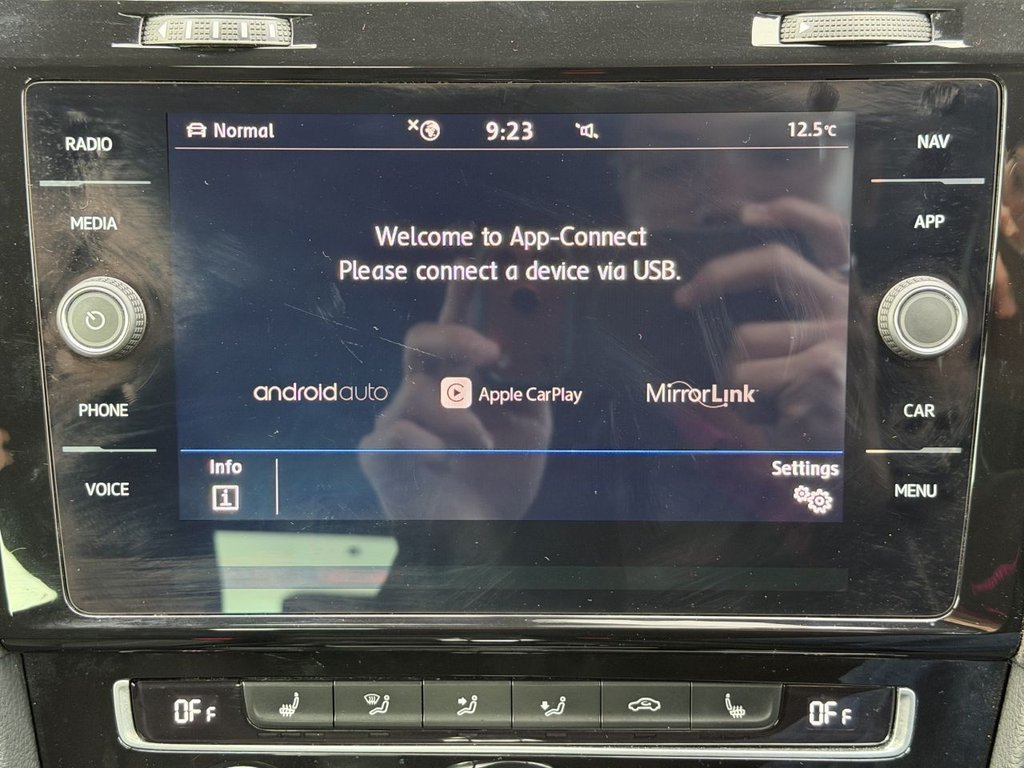 Normal
9:23
12.5°C
RADIO
MEDIA
PHONE
VOICE
NAV
APP
CAR
MENU
Welcome to App-Connect
Please connect a device via USB.
androidauto
Apple CarPlay
MirrorLink
Info
i
Settings
OFF
OFF